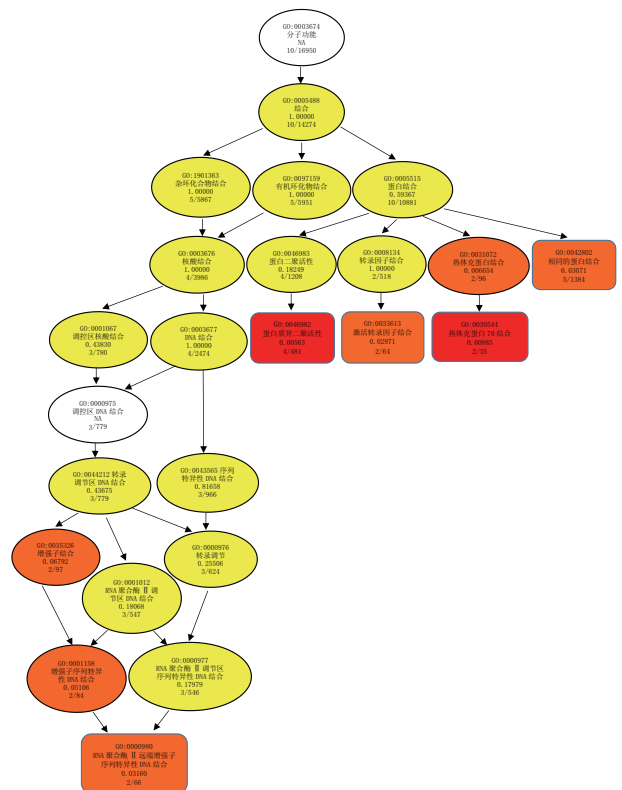 GO:0003674
分子功能
NA
10/16950
GO:0005488
结合
1.00000
10/14274
GO:1901363
杂环化合物结合
1.00000
5/5867
GO:0097159
有机环化物结合
1.00000
5/5951
GO:0005515
蛋白结合
0.59367
10/10881
GO:0003676
核酸结合
1.00000
4/3986
GO:0046983
蛋白二聚活性
0.18249
4/1208
GO:0008134
转录因子结合
1.00000
2/518
GO:0031072
热休克蛋白结合
0.006654
2/96
GO:0042802
相同的蛋白结合
0.03071
5/1384
GO:0001067
调控区核酸结合
0.43830
3/780
GO:0003677
DNA 结合
1.00000
4/2474
GO:0046982
蛋白质异二聚活性
0.00563
4/481
GO:0033613
激活转录因子结合
0.02971
2/64
GO:0030544
热休克蛋白 70 结合
0.00885
2/35
GO:0000975
调控区 DNA 结合
NA
3/779
GO:0044212 转录
调节区 DNA 结合
0.43675
3/779
GO:0043565 序列
特异性 DNA 结合
0.81658
3/966
GO:0035326
增强子结合
0.06792
2/97
GO:0001012
RNA 聚合酶 Ⅱ 调
节区 DNA 结合
0.18068
3/547
GO:0000976
转录调节
0.25506
3/624
GO:0001158
增强子序列特异
性 DNA 结合
0.05106
2/84
GO:0000977
RNA 聚合酶 Ⅱ 调节区
序列特异性 DNA 结合
0.17979
3/546
GO:0000980
RNA 聚合酶 Ⅱ 远端增强子
序列特异性 DNA 结合
0.03160
2/66